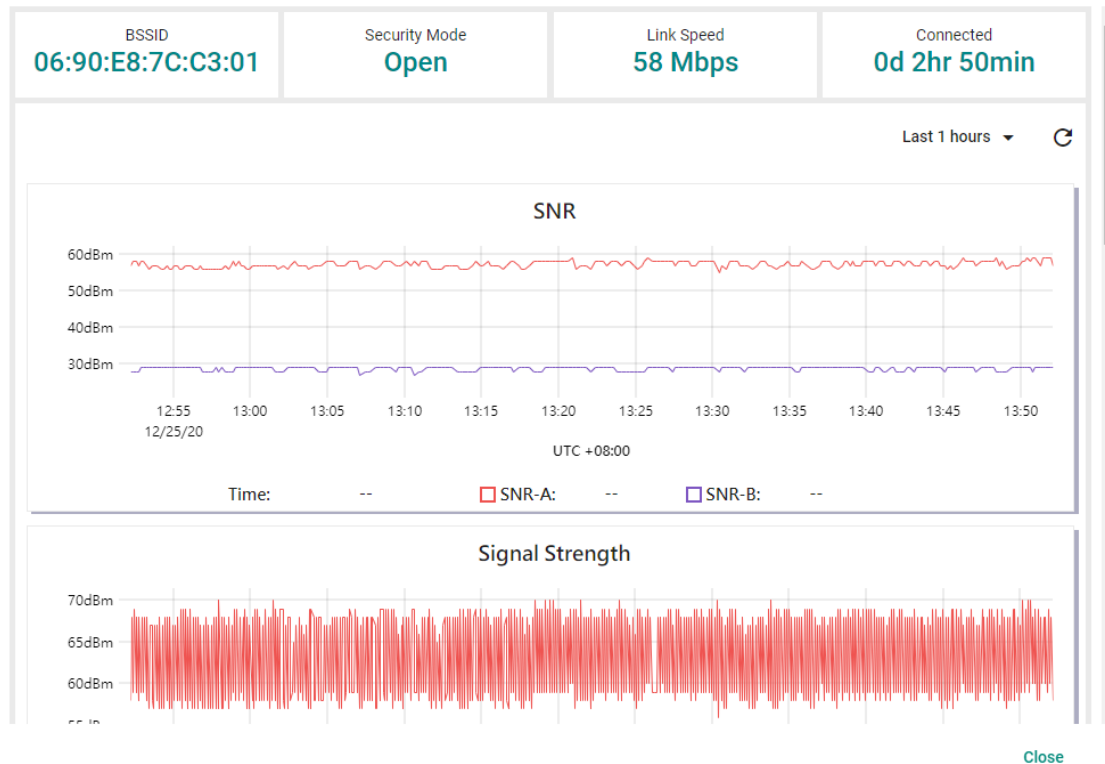 BSSID
06:90:E8:7C:C3:01
Security Mode
Open
Link Speed
58 Mbps
Connected
0d 2hr 50min
Last 1 hours
SNR
60dBm
50dBm
40dBm
30dBm
12:55 13:00 13:05 13:10 13:15 13:20 13:25 13:30 13:35 13:40 13:45 13:50
12/25/20
UTC +08:00
Time: -- SNR-A: -- SNR-B: --
Signal Strength
70dBm
65dBm
60dBm
Close